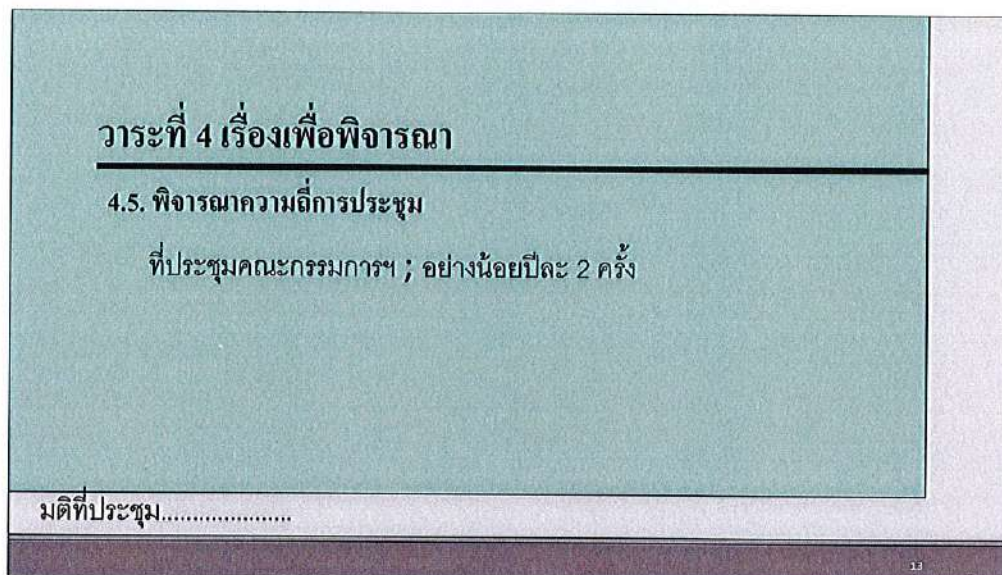 วาระที่ 4 เรื่องเพื่อพิจารณา
4.5. พิจารณาความถี่การประชุม
ที่ประชุมคณะกรรมการฯ ; อย่างน้อยปีละ 2 ครั้ง
มติที่ประชุม.....................
13